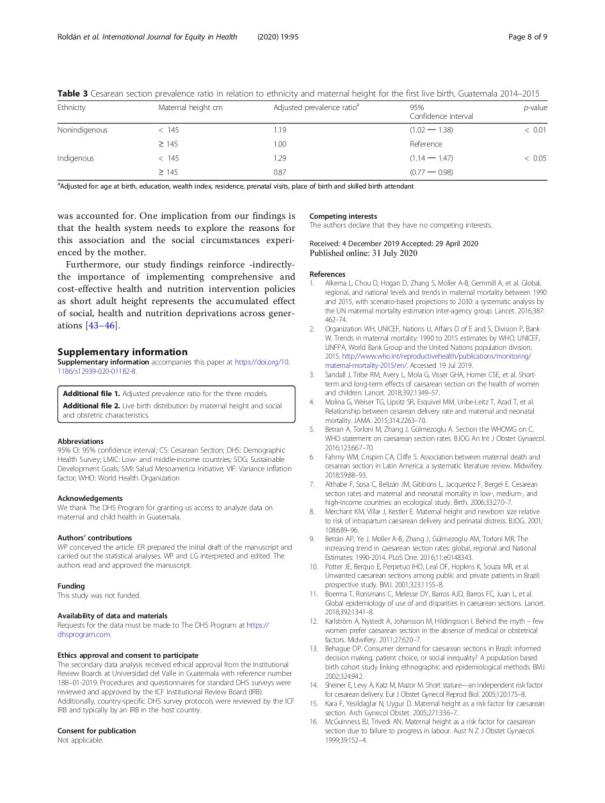 Roldán et al. International Journal for Equity in Health (2020) 19:95 Page 8 of 9
Table 3 Cesarean section prevalence ratio in relation to ethnicity and maternal height for the first live birth, Guatemala 2014–2015
Ethnicity Maternal height cm Adjusted prevalence ratioª 95% p-value
Confidence interval
Nonindigenous < 145 1.19 (1.02 — 1.38) < 0.01
≥ 145 1.00 Reference
Indigenous < 145 1.29 (1.14 — 1.47) < 0.05
≥ 145 0.87 (0.77 — 0.98)
ªAdjusted for: age at birth, education, wealth index, residence, prenatal visits, place of birth and skilled birth attendant
was accounted for. One implication from our findings is
that the health system needs to explore the reasons for
this association and the social circumstances experi-
enced by the mother.
Furthermore, our study findings reinforce -indirectly-
the importance of implementing comprehensive and
cost-effective health and nutrition intervention policies
as short adult height represents the accumulated effect
of social, health and nutrition deprivations across gener-
ations [43–46].
Supplementary information
Supplementary information accompanies this paper at https://doi.org/10.
1186/s12939-020-01182-8.
Additional file 1. Adjusted prevalence ratio for the three models.
Additional file 2. Live birth distribution by maternal height and social
and obstetric characteristics.
Abbreviations
95% CI: 95% confidence interval; CS: Cesarean Section; DHS: Demographic
Health Survey; LMIC: Low- and middle-income countries; SDG: Sustainable
Development Goals; SMI: Salud Mesoamerica Initiative; VIF: Variance inflation
factor; WHO: World Health Organization
Acknowledgements
We thank The DHS Program for granting us access to analyze data on
maternal and child health in Guatemala.
Authors' contributions
WP conceived the article. ER prepared the initial draft of the manuscript and
carried out the statistical analyses. WP and LG interpreted and edited. The
authors read and approved the manuscript.
Funding
This study was not funded.
Availability of data and materials
Requests for the data must be made to The DHS Program at https://
dhsprogram.com.
Ethics approval and consent to participate
The secondary data analysis received ethical approval from the Institutional
Review Boards at Universidad del Valle in Guatemala with reference number
188–01-2019. Procedures and questionnaires for standard DHS surveys were
reviewed and approved by the ICF Institutional Review Board (IRB).
Additionally, country-specific DHS survey protocols were reviewed by the ICF
IRB and typically by an IRB in the host country.
Consent for publication
Not applicable.
Competing interests
The authors declare that they have no competing interests.
Received: 4 December 2019 Accepted: 29 April 2020
Published online: 31 July 2020
References
1. Alkema L, Chou D, Hogan D, Zhang S, Moller A-B, Gemmill A, et al. Global,
regional, and national levels and trends in maternal mortality between 1990
and 2015, with scenario-based projections to 2030: a systematic analysis by
the UN maternal mortality estimation inter-agency group. Lancet. 2016;387:
462–74.
2. Organization WH, UNICEF, Nations U, Affairs D of E and S, Division P, Bank
W. Trends in maternal mortality: 1990 to 2015 estimates by WHO, UNICEF,
UNFPA, World Bank Group and the United Nations population division;
2015. http://www.who.int/reproductivehealth/publications/monitoring/
maternal-mortality-2015/en/. Accessed 19 Jul 2019.
3. Sandall J, Tribe RM, Avery L, Mola G, Visser GHA, Homer CSE, et al. Short-
term and long-term effects of caesarean section on the health of women
and children. Lancet. 2018;392:1349–57.
4. Molina G, Weiser TG, Lipsitz SR, Esquivel MM, Uribe-Leitz T, Azad T, et al.
Relationship between cesarean delivery rate and maternal and neonatal
mortality. JAMA. 2015;314:2263–70.
5. Betran A, Torloni M, Zhang J, Gülmezoglu A. Section the WHOWG on C.
WHO statement on caesarean section rates. BJOG An Int J Obstet Gynaecol.
2016;123:667–70.
6. Fahmy WM, Crispim CA, Cliffe S. Association between maternal death and
cesarean section in Latin America: a systematic literature review. Midwifery.
2018;59:88–93.
7. Althabe F, Sosa C, Belizán JM, Gibbons L, Jacquerioz F, Bergel E. Cesarean
section rates and maternal and neonatal mortality in low-, medium-, and
high-income countries: an ecological study. Birth. 2006;33:270–7.
8. Merchant KM, Villar J, Kestler E. Maternal height and newborn size relative
to risk of intrapartum caesarean delivery and perinatal distress. BJOG. 2001;
108:689–96.
9. Betrán AP, Ye J, Moller A-B, Zhang J, Gülmezoglu AM, Torloni MR. The
increasing trend in caesarean section rates: global, regional and National
Estimates: 1990-2014. PLoS One. 2016;11:e0148343.
10. Potter JE, Berquo E, Perpetuo IHO, Leal OF, Hopkins K, Souza MR, et al.
Unwanted caesarean sections among public and private patients in Brazil:
prospective study. BMJ. 2001;323:1155–8.
11. Boerma T, Ronsmans C, Melesse DY, Barros AJD, Barros FC, Juan L, et al.
Global epidemiology of use of and disparities in caesarean sections. Lancet.
2018;392:1341–8.
12. Karlström A, Nystedt A, Johansson M, Hildingsson I. Behind the myth – few
women prefer caesarean section in the absence of medical or obstetrical
factors. Midwifery. 2011;27:620–7.
13. Behague DP. Consumer demand for caesarean sections in Brazil: informed
decision making, patient choice, or social inequality? A population based
birth cohort study linking ethnographic and epidemiological methods. BMJ.
2002;324:942.
14. Sheiner E, Levy A, Katz M, Mazor M. Short stature—an independent risk factor
for cesarean delivery. Eur J Obstet Gynecol Reprod Biol. 2005;120:175–8.
15. Kara F, Yesildaglar N, Uygur D. Maternal height as a risk factor for caesarean
section. Arch Gynecol Obstet. 2005;271:336–7.
16. McGuinness BJ, Trivedi AN. Maternal height as a risk factor for caesarean
section due to failure to progress in labour. Aust N Z J Obstet Gynaecol.
1999;39:152–4.